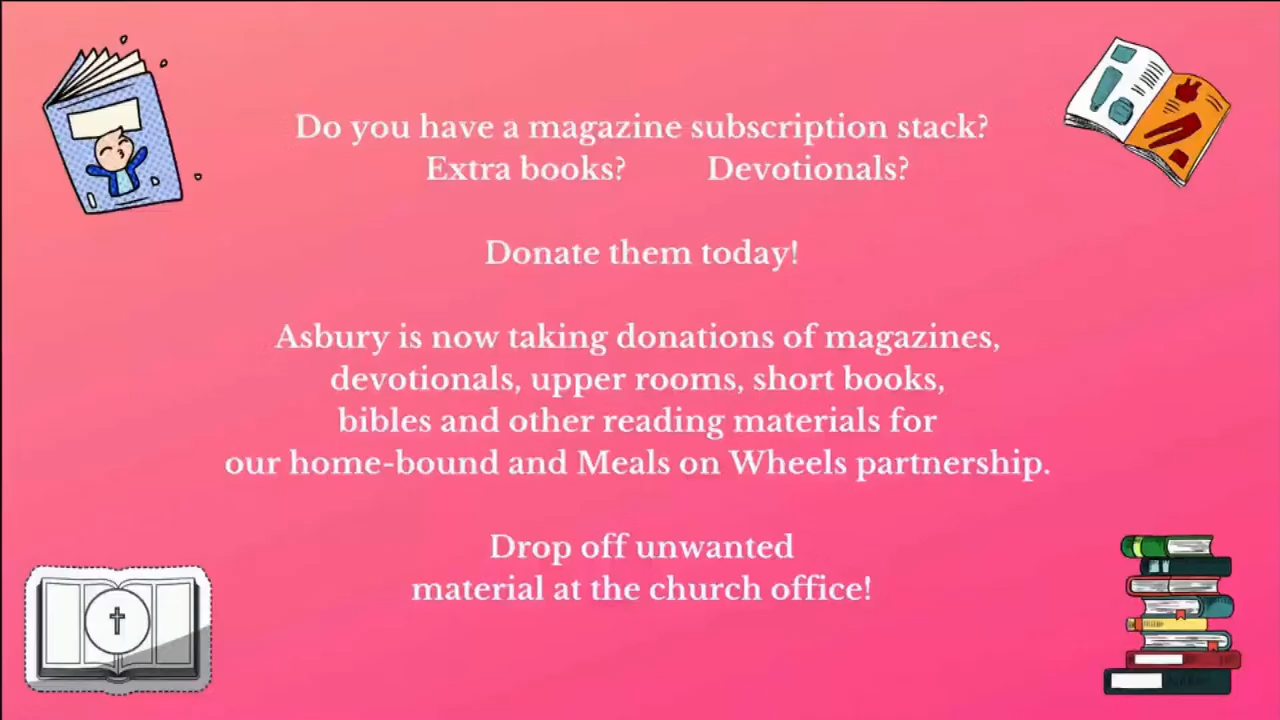 Do you have a magazine subscription stack?
Extra books? Devotionals?
Donate them today!
Asbury is now taking donations of magazines,
devotionals, upper rooms, short books,
bibles and other reading materials for
our home-bound and Meals on Wheels partnership.
Drop off unwanted
material at the church office!